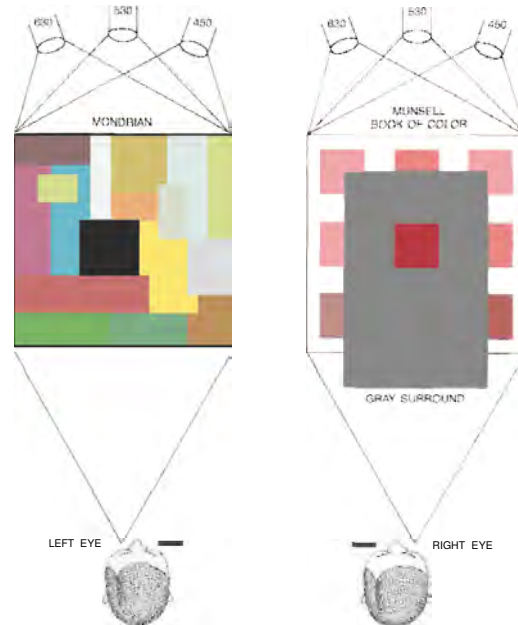 630
530
450
MONDRIAN
LEFT EYE
630
530
450
MUNSELL
BOOK OF COLOR
GRAY SURROUND
RIGHT EYE